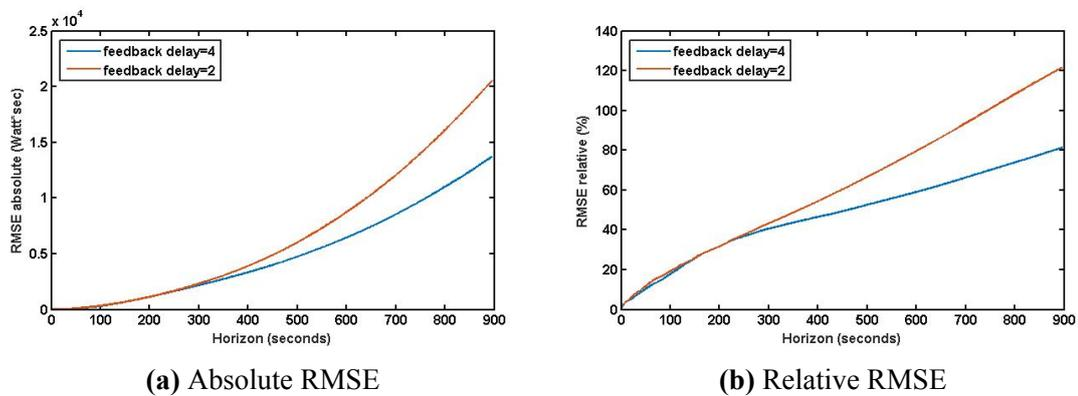 x 10⁴
2.5
2
1.5
1
0.5
0
RMSE absolute (Watt*sec)
feedback delay=4
feedback delay=2
0 100 200 300 400 500 600 700 800 900
Horizon (seconds)
(a) Absolute RMSE
140
120
100
80
60
40
20
0
RMSE relative (%)
feedback delay=4
feedback delay=2
0 100 200 300 400 500 600 700 800 900
Horizon (seconds)
(b) Relative RMSE